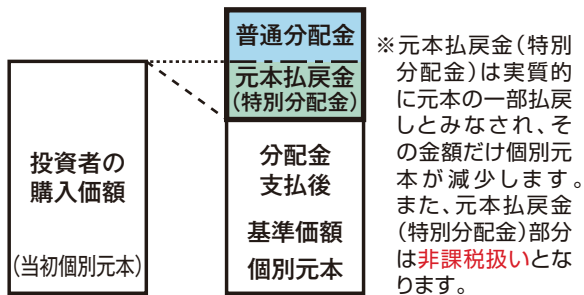 投資者の
購入価額
(当初個別元本)
普通分配金
元本払戻金
(特別分配金)
分配金
支払後
基準価額
個別元本
※元本払戻金(特別
分配金)は実質的
に元本の一部払戻
しとみなされ、そ
の金額だけ個別元
本が減少します。
また、元本払戻金
(特別分配金)部分
は非課税扱いとな
ります。